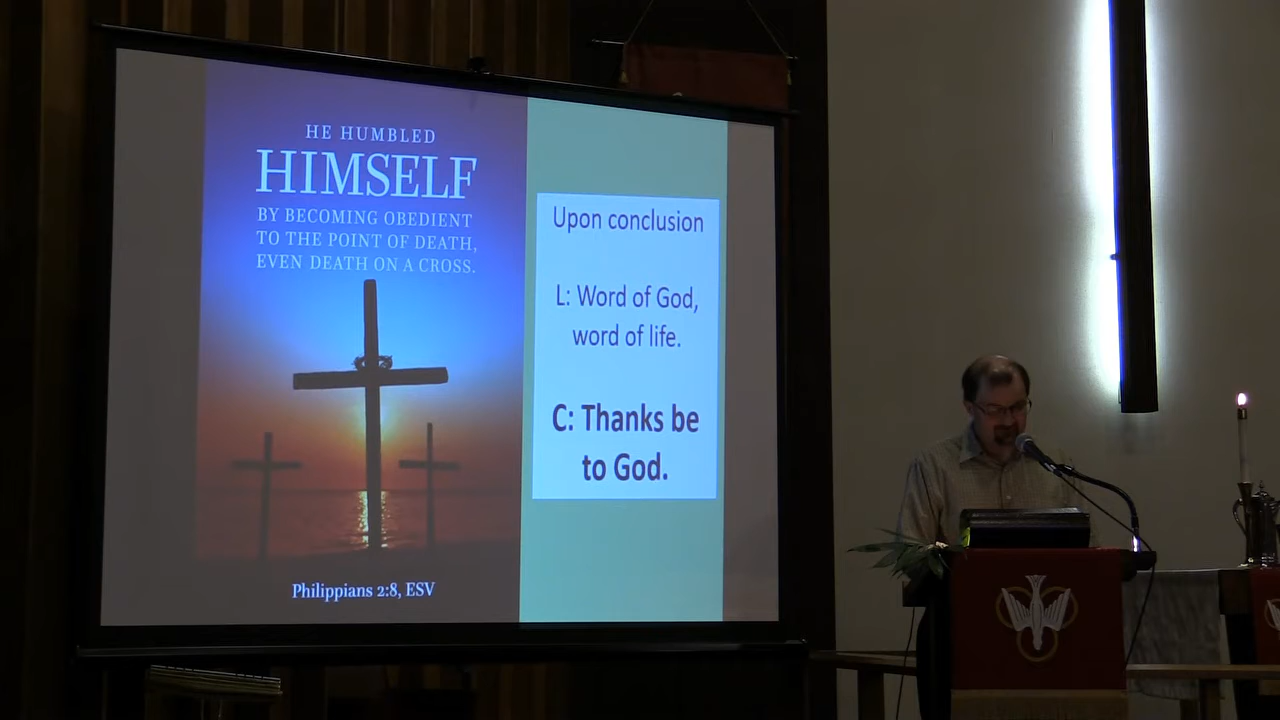 HE HUMBLED
HIMSELF
BY BECOMING OBEDIENT
TO THE POINT OF DEATH,
EVEN DEATH ON A CROSS.
Philippians 2:8, ESV
Upon conclusion
L: Word of God,
word of life.
C: Thanks be
to God.